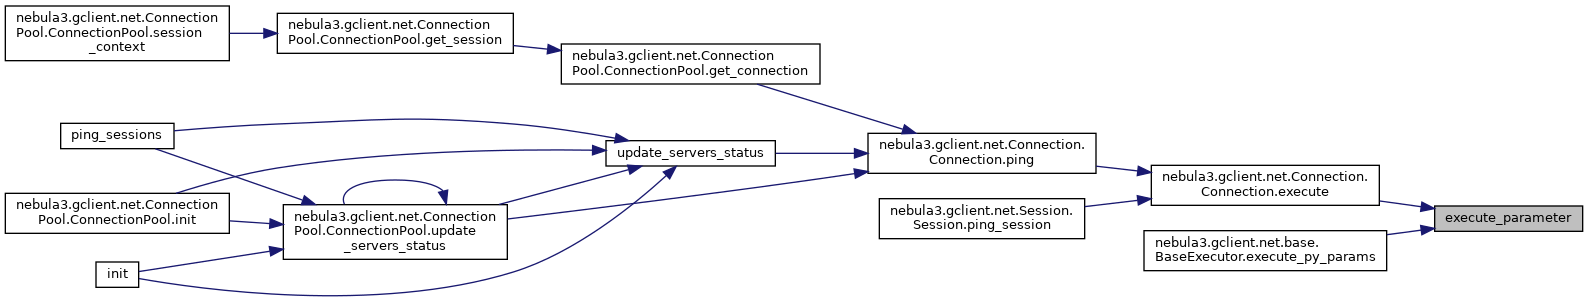 nebula3.gclient.net.Connection
Pool.ConnectionPool.session
_context
nebula3.gclient.net.Connection
Pool.ConnectionPool.get_session
nebula3.gclient.net.Connection
Pool.ConnectionPool.get_connection
ping_sessions
update_servers_status
nebula3.gclient.net.Connection.
Connection.ping
nebula3.gclient.net.Connection.
Connection.execute
nebula3.gclient.net.Connection
Pool.ConnectionPool.init
nebula3.gclient.net.Connection
Pool.ConnectionPool.update
_servers_status
nebula3.gclient.net.Session.
Session.ping_session
execute_parameter
nebula3.gclient.net.base.
BaseExecutor.execute_py_params
init